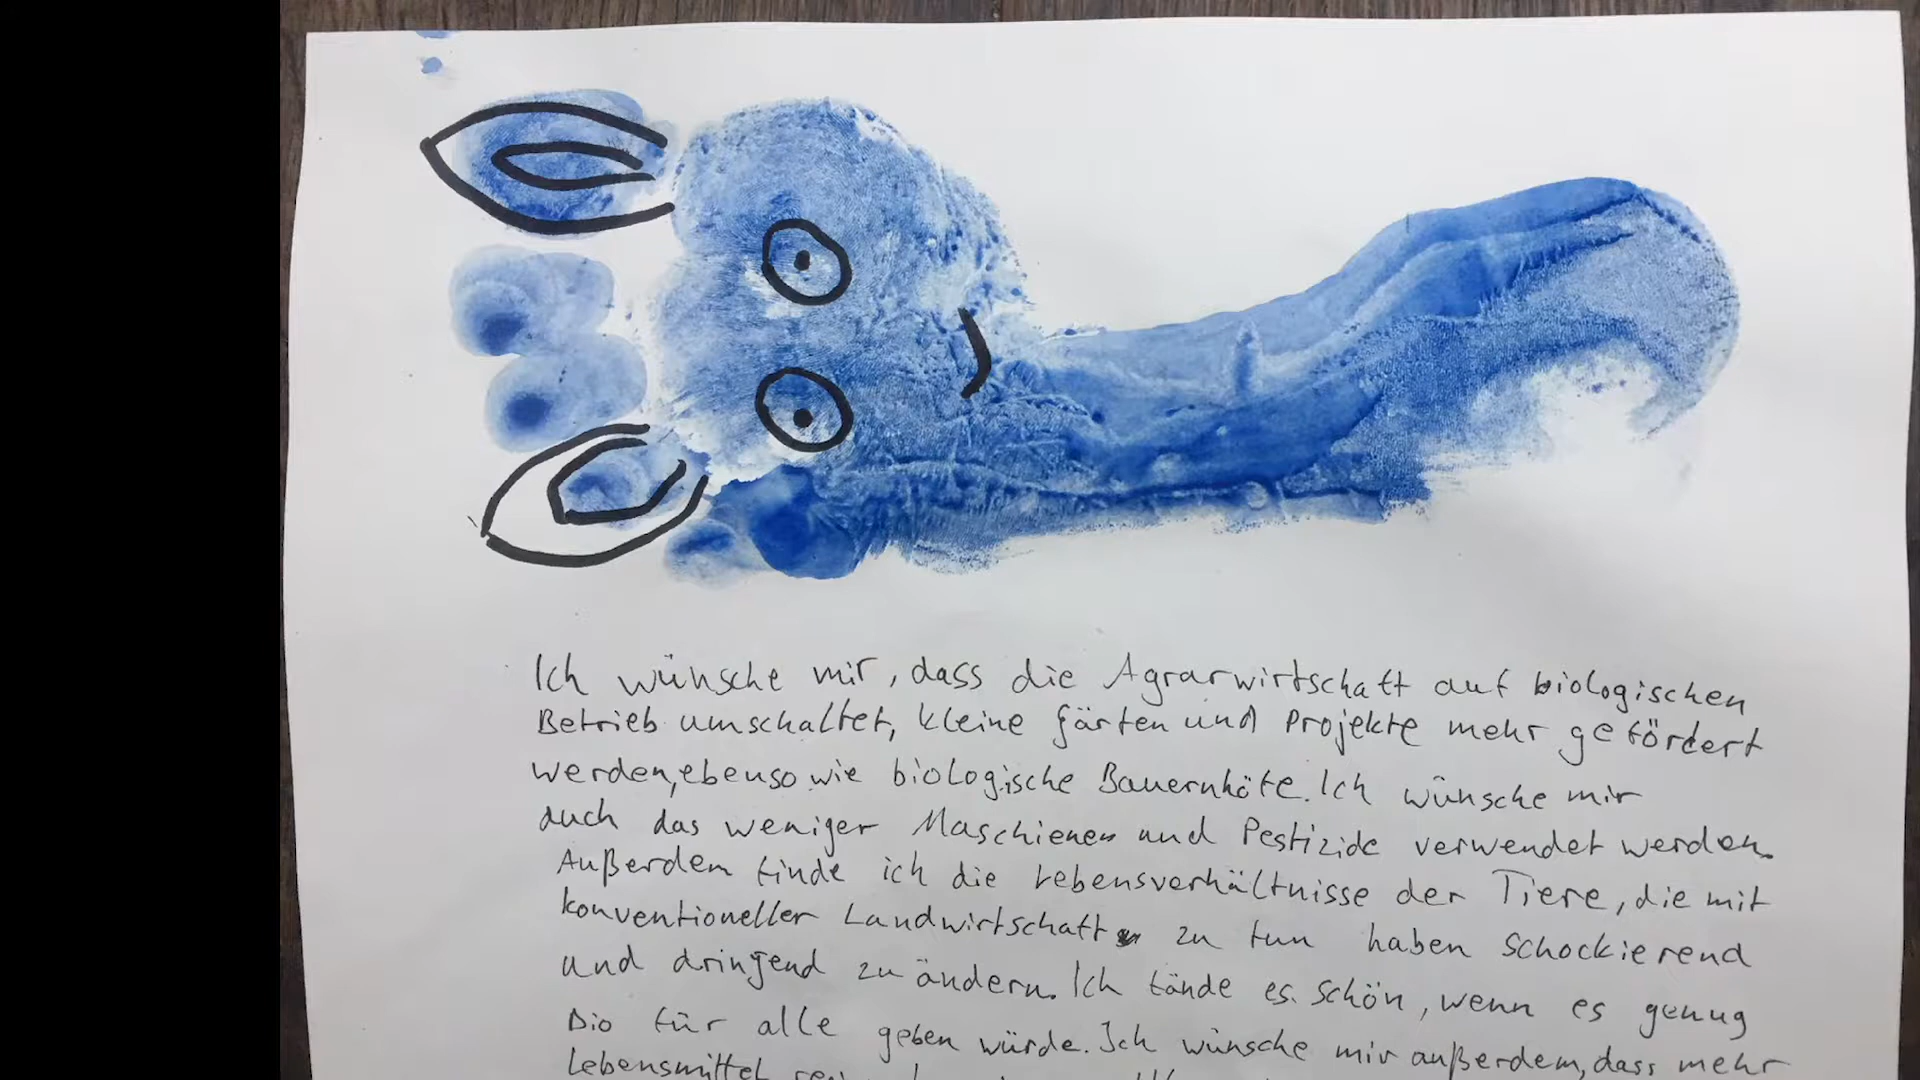 Ich wünsche mir, dass die Agrarwirtschaft auf biologischen
Betrieb umschaltet, kleine Gärten und Projekte mehr gefördert
werden, ebenso wie biologische Bauernhöfe. Ich wünsche mir
auch das weniger Maschienen und Pestizide verwendet werden.
Außerdem finde ich die Lebensverhältnisse der Tiere, die mit
konventioneller Landwirtschaft zu tun haben schockierend
und dringend zu ändern. Ich fände es schön, wenn es genug
Bio für alle geben würde. Ich wünsche mir außerdem, dass mehr
Lebensmittel